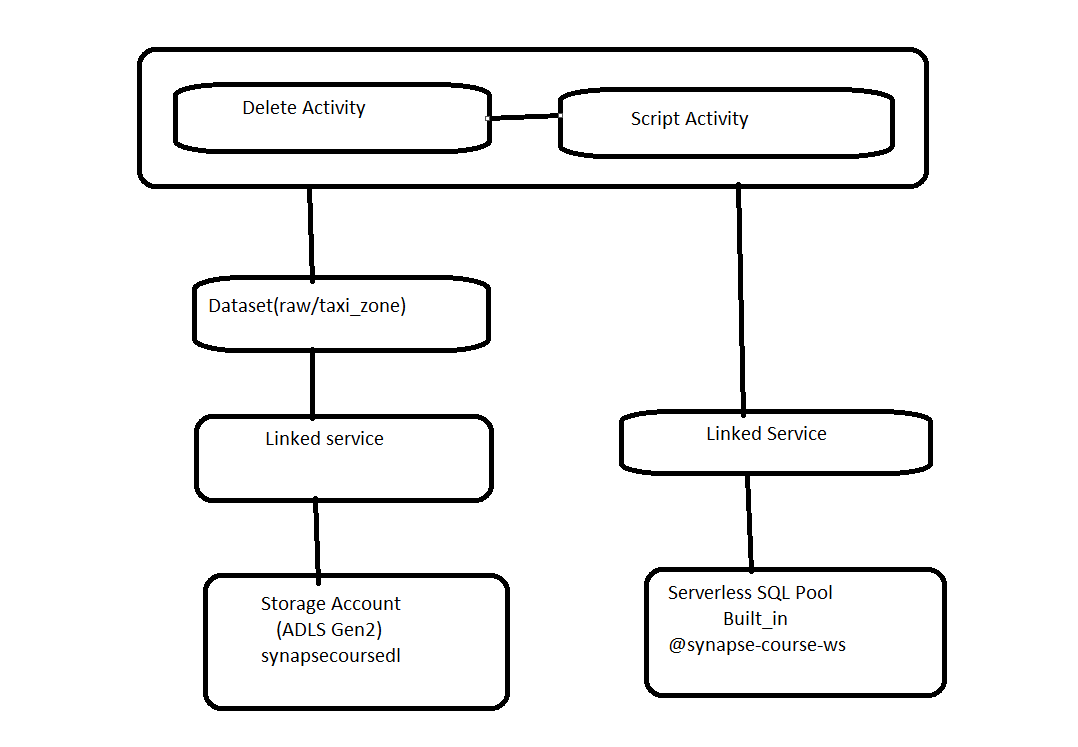 Delete Activity
Script Activity
Dataset(raw/taxi_zone)
Linked service
Linked Service
Storage Account
(ADLS Gen2)
synapsecoursedl
Serverless SQL Pool
Built_in
@synapse-course-ws